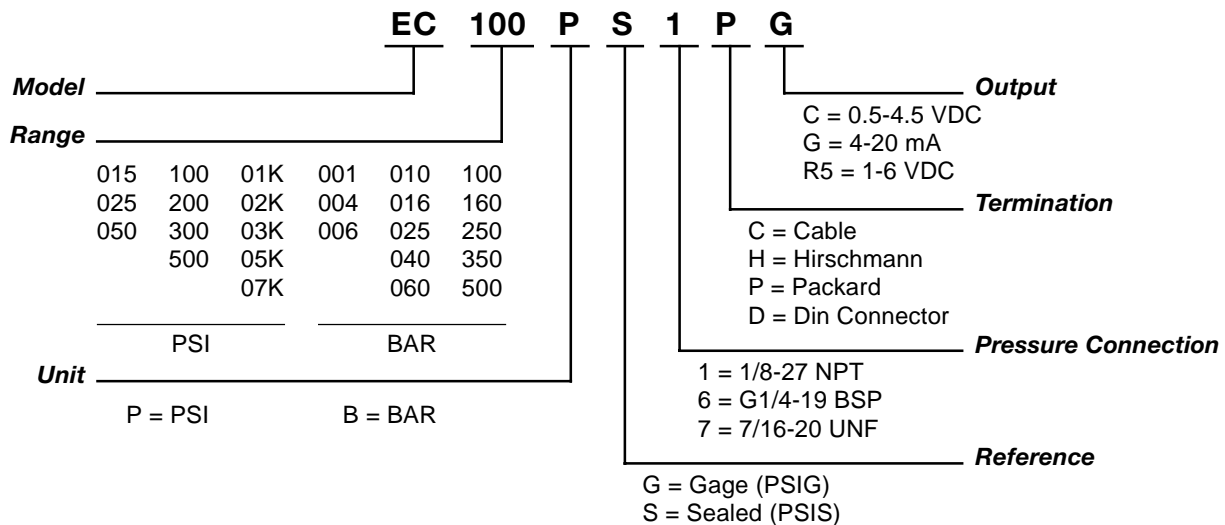 EC 100 P S 1 P G
Model
Output
C = 0.5-4.5 VDC
G = 4-20 mA
R5 = 1-6 VDC
Range
015 100 01K 001 010 100
025 200 02K 004 016 160
050 300 03K 006 025 250
500 05K 040 350
07K 060 500
PSI BAR
Termination
C = Cable
H = Hirschmann
P = Packard
D = Din Connector
Pressure Connection
1 = 1/8-27 NPT
6 = G1/4-19 BSP
7 = 7/16-20 UNF
Unit
P = PSI B = BAR
Reference
G = Gage (PSIG)
S = Sealed (PSIS)